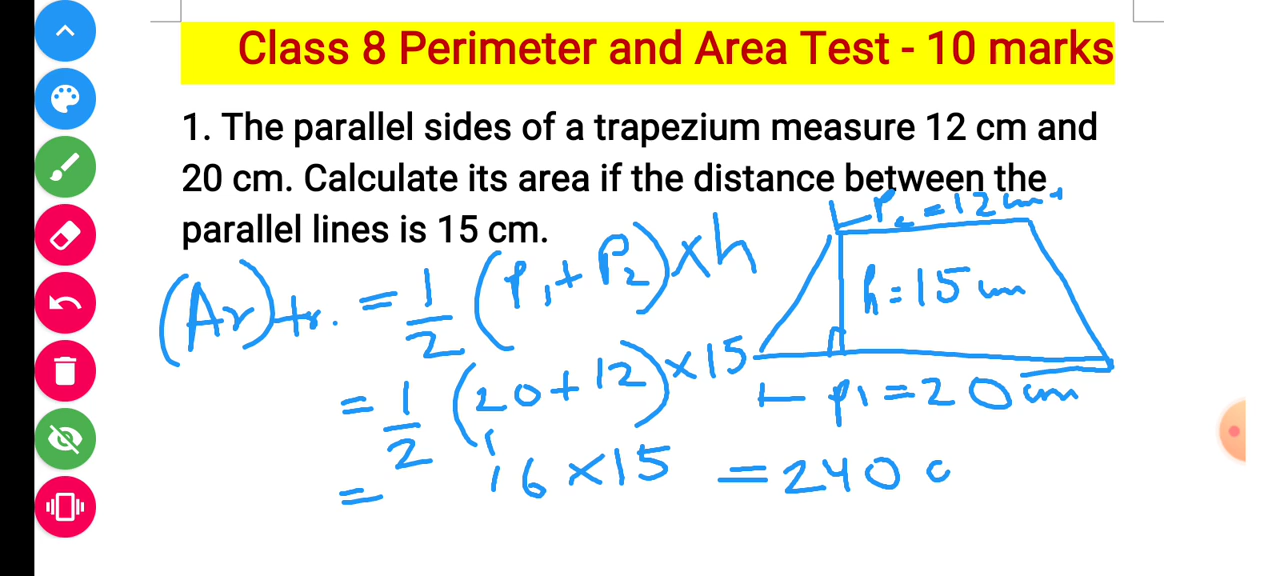 Class 8 Perimeter and Area Test - 10 marks
1. The parallel sides of a trapezium measure 12 cm and
20 cm. Calculate its area if the distance between the
parallel lines is 15 cm.
P₂ = 12 cm
(Ar)tr. = 1/2 (P₁ + P₂) × h
h = 15 cm
= 1/2 (20 + 12) × 15
p₁ = 20 cm
= 16 × 15 = 240 c